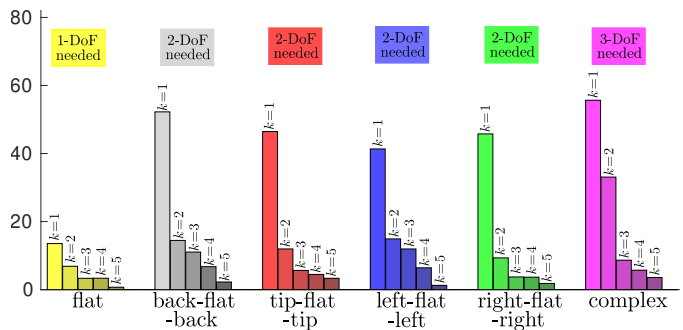 80
60
40
20
0
1-DoF
needed
2-DoF
needed
2-DoF
needed
2-DoF
needed
2-DoF
needed
3-DoF
needed
k=1
k=2
k=3
k=4
k=5
k=1
k=2
k=3
k=4
k=5
k=1
k=2
k=3
k=4
k=5
k=1
k=2
k=3
k=4
k=5
k=1
k=2
k=3
k=4
k=5
k=1
k=2
k=3
k=4
k=5
flat
back-flat
-back
tip-flat
-tip
left-flat
-left
right-flat
-right
complex